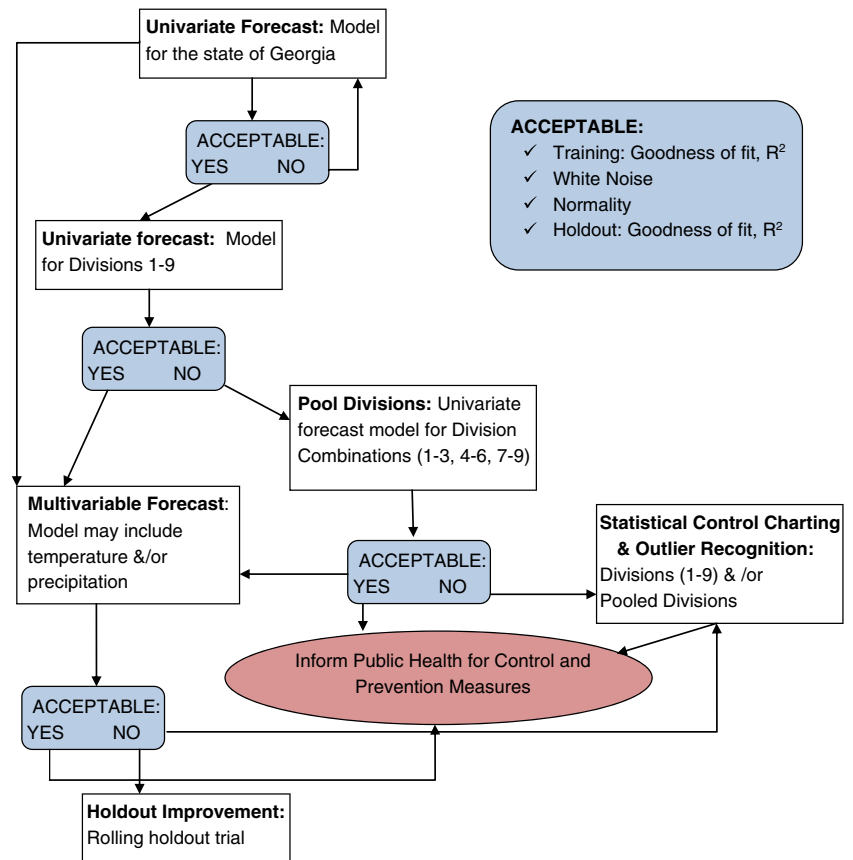 Univariate Forecast: Model
for the state of Georgia
ACCEPTABLE:
YES NO
ACCEPTABLE:
✓ Training: Goodness of fit, R²
✓ White Noise
✓ Normality
✓ Holdout: Goodness of fit, R²
Univariate forecast: Model
for Divisions 1-9
ACCEPTABLE:
YES NO
Pool Divisions: Univariate
forecast model for Division
Combinations (1-3, 4-6, 7-9)
Multivariable Forecast:
Model may include
temperature &/or
precipitation
ACCEPTABLE:
YES NO
Statistical Control Charting
& Outlier Recognition:
Divisions (1-9) & /or
Pooled Divisions
Inform Public Health for Control and
Prevention Measures
ACCEPTABLE:
YES NO
Holdout Improvement:
Rolling holdout trial